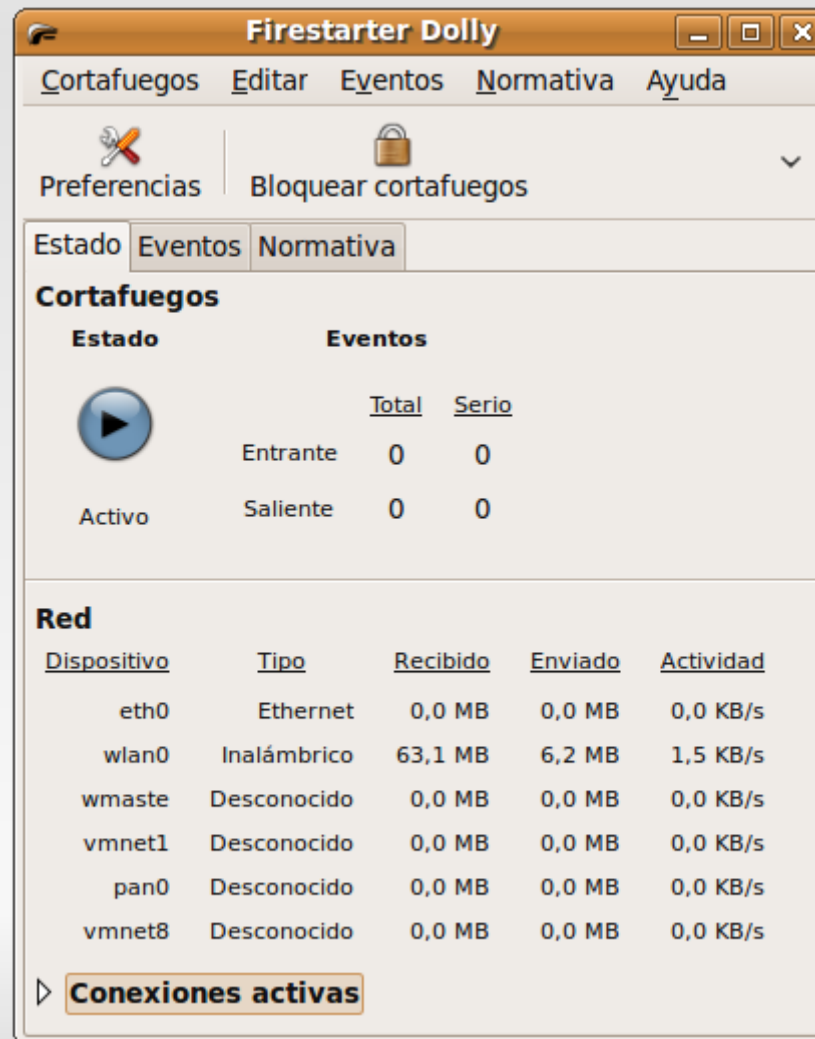 Firestarter Dolly
Cortafuegos Editar Eventos Normativa Ayuda
Preferencias Bloquear cortafuegos
Estado Eventos Normativa
Cortafuegos
Estado Eventos
Total Serio
Entrante 0 0
Saliente 0 0
Activo
Red
Dispositivo Tipo Recibido Enviado Actividad
eth0 Ethernet 0,0 MB 0,0 MB 0,0 KB/s
wlan0 Inalámbrico 63,1 MB 6,2 MB 1,5 KB/s
wmaste Desconocido 0,0 MB 0,0 MB 0,0 KB/s
vmnet1 Desconocido 0,0 MB 0,0 MB 0,0 KB/s
pan0 Desconocido 0,0 MB 0,0 MB 0,0 KB/s
vmnet8 Desconocido 0,0 MB 0,0 MB 0,0 KB/s
Conexiones activas